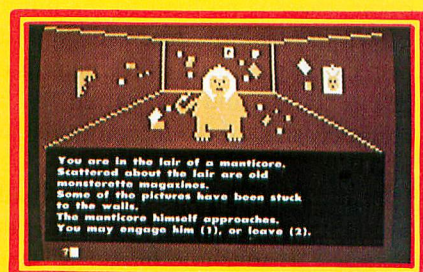 You are in the lair of a manticore.
Scattered about the lair are old
monsterette magazines.
Some of the pictures have been stuck
to the walls.
The manticore himself approaches.
You may engage him (1), or leave (2).
?